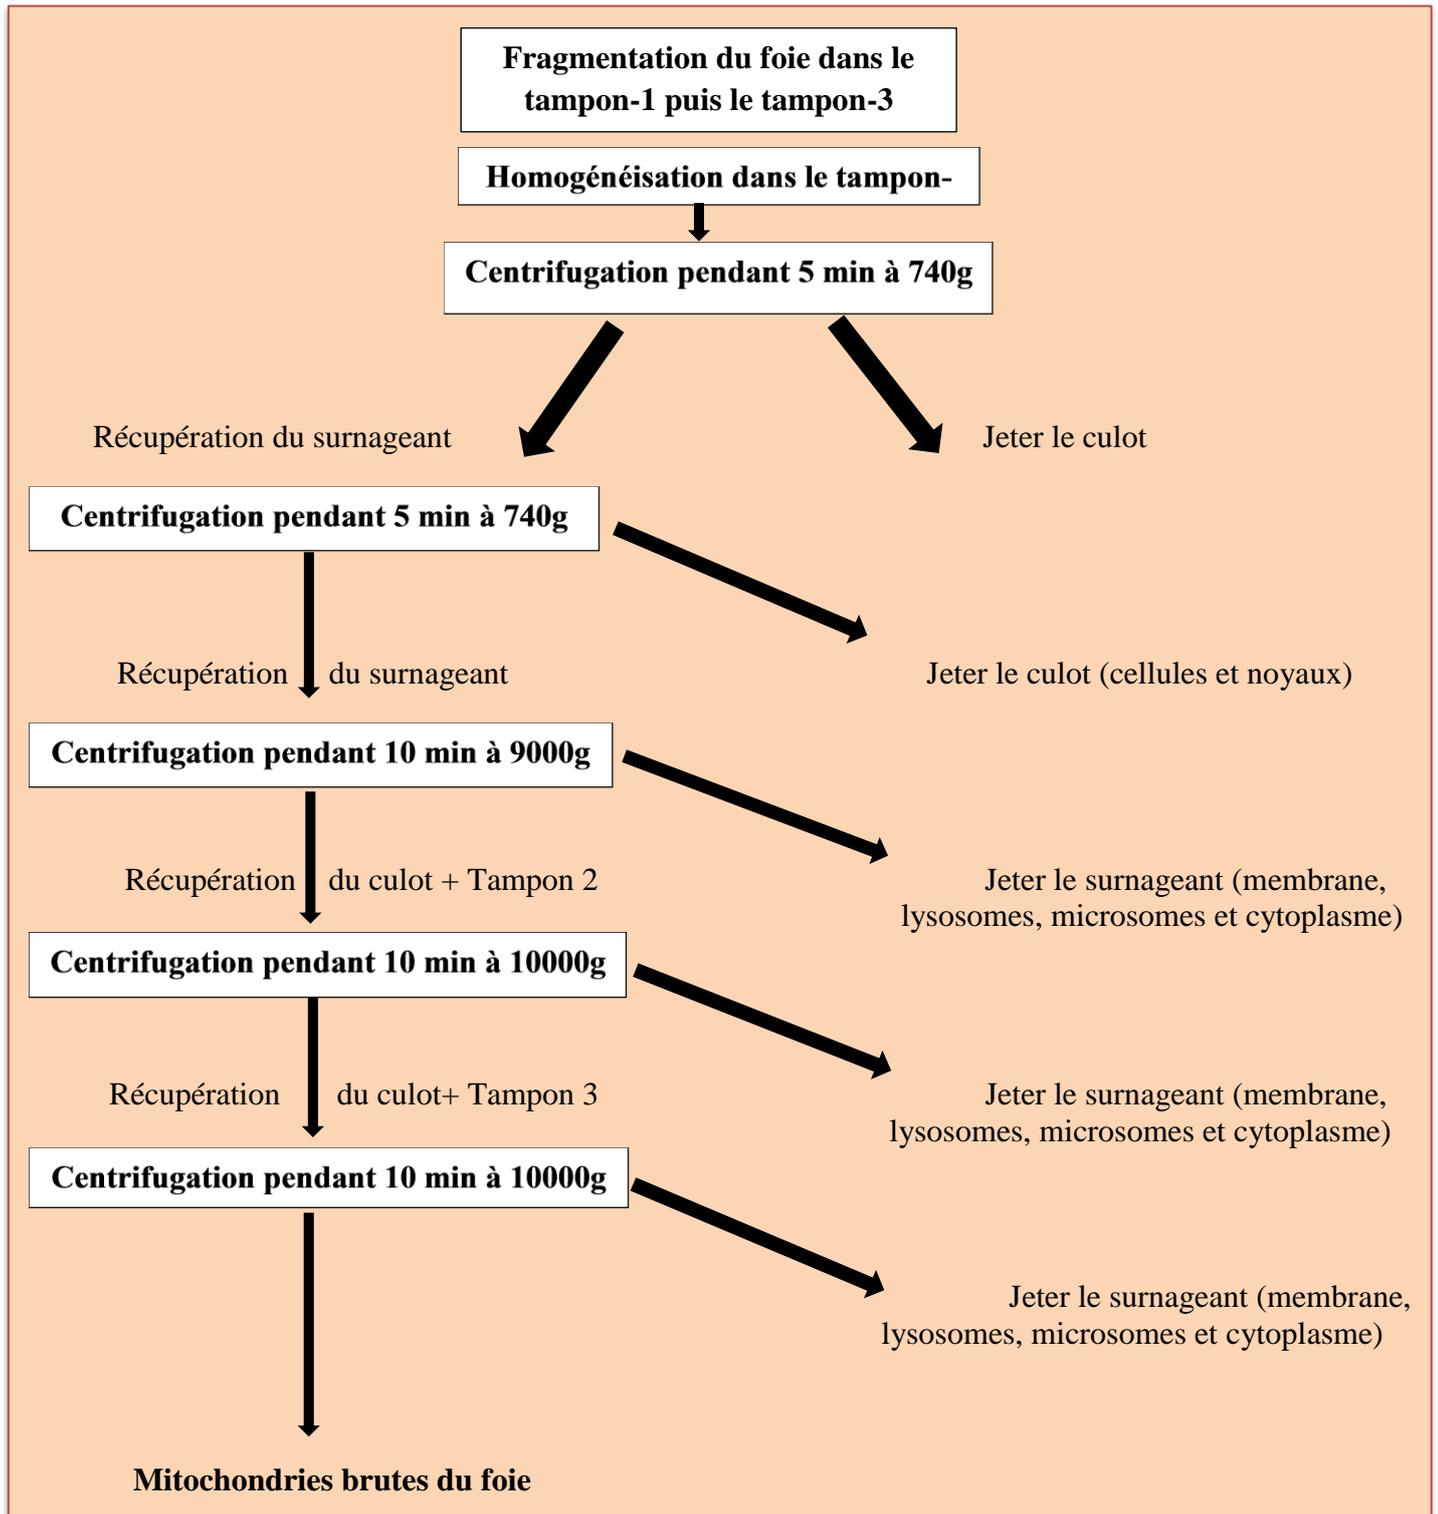 Fragmentation du foie dans le
tampon-1 puis le tampon-3
Homogénéisation dans le tampon-
Centrifugation pendant 5 min à 740g
Récupération du surnageant
Jeter le culot
Centrifugation pendant 5 min à 740g
Récupération du surnageant
Jeter le culot (cellules et noyaux)
Centrifugation pendant 10 min à 9000g
Récupération du culot + Tampon 2
Jeter le surnageant (membrane,
lysosomes, microsomes et cytoplasme)
Centrifugation pendant 10 min à 10000g
Récupération du culot+ Tampon 3
Jeter le surnageant (membrane,
lysosomes, microsomes et cytoplasme)
Centrifugation pendant 10 min à 10000g
Jeter le surnageant (membrane,
lysosomes, microsomes et cytoplasme)
Mitochondries brutes du foie